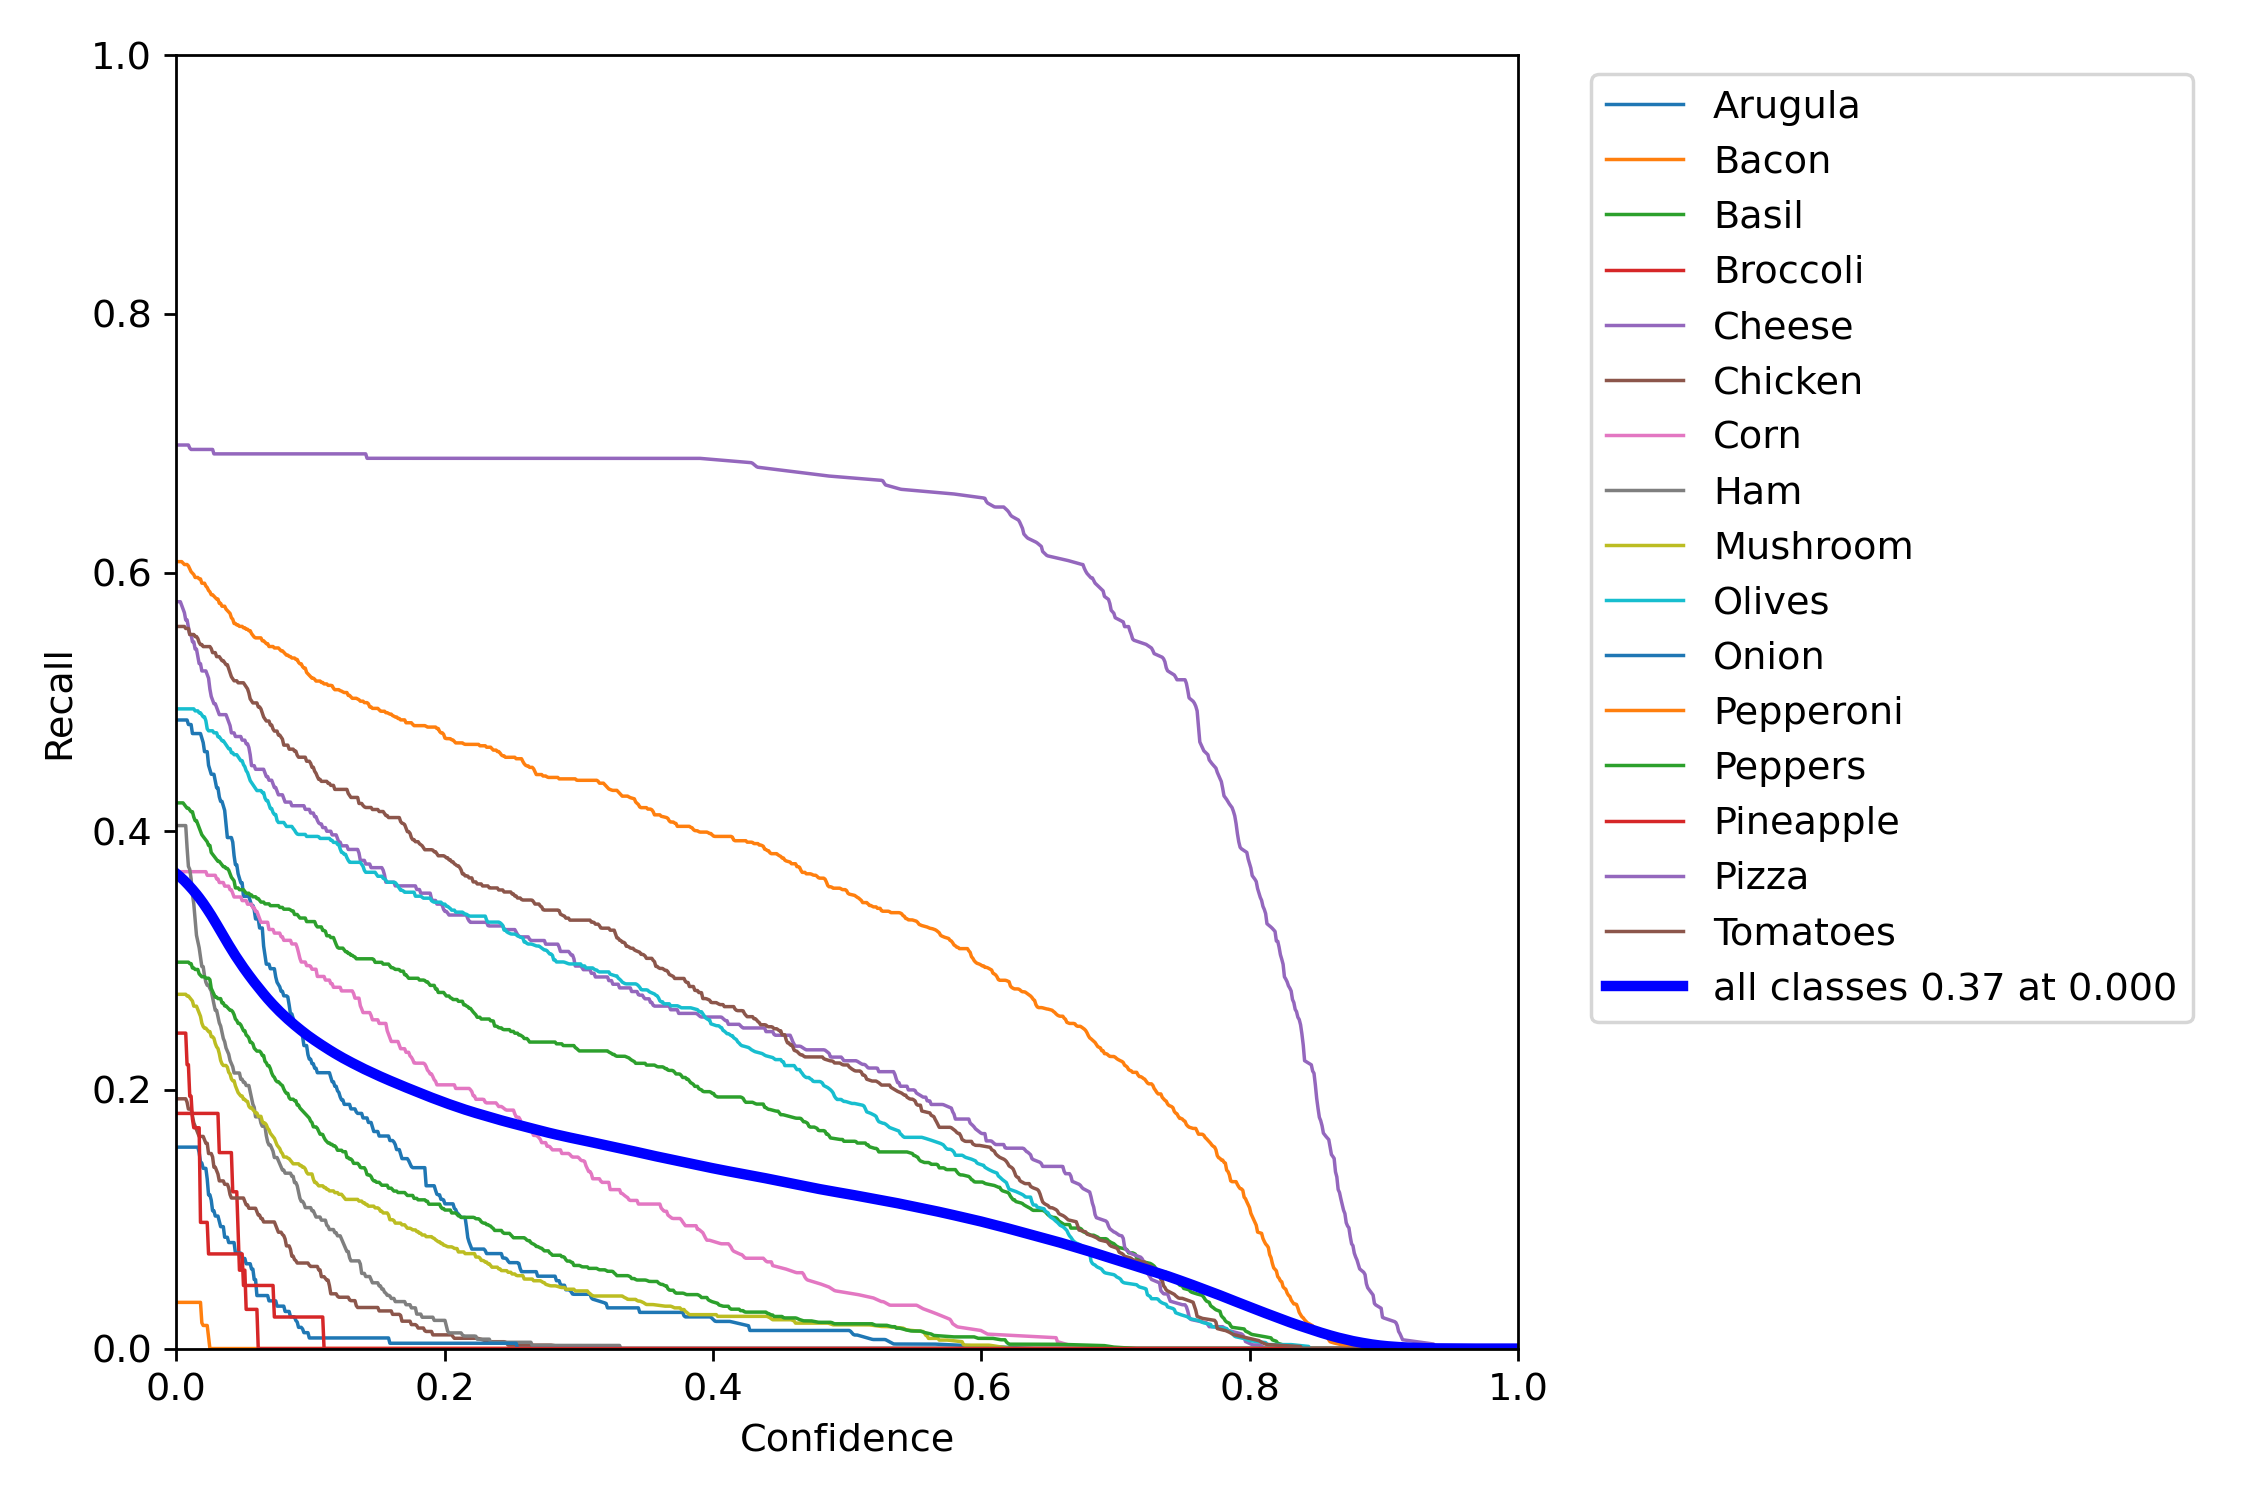 1.0
0.8
0.6
0.4
0.2
0.0
Recall
0.0 0.2 0.4 0.6 0.8 1.0
Confidence
Arugula
Bacon
Basil
Broccoli
Cheese
Chicken
Corn
Ham
Mushroom
Olives
Onion
Pepperoni
Peppers
Pineapple
Pizza
Tomatoes
all classes 0.37 at 0.000